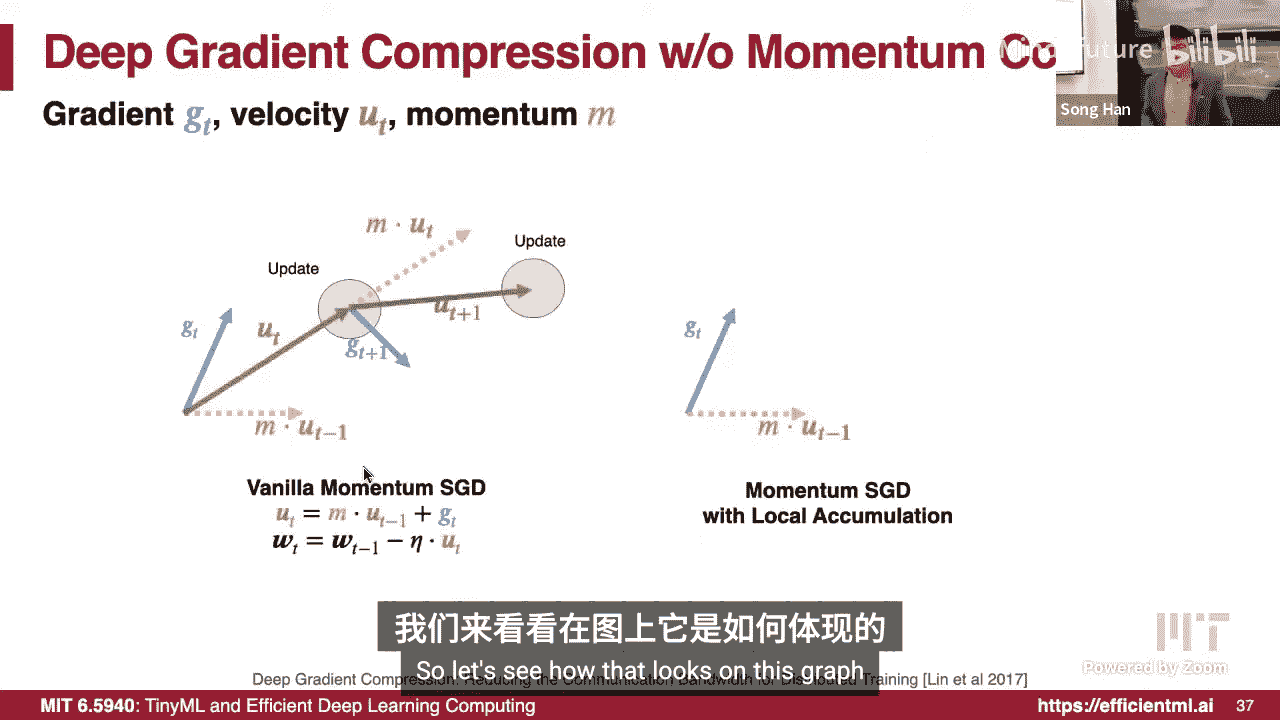 Deep Gradient Compression w/o Momentum Co
Mind Future bilibili
Song Han
Gradient gₜ, velocity uₜ, momentum m
m · uₜ
Update
Update
gₜ
uₜ
uₜ₊₁
gₜ₊₁
m · uₜ₋₁
gₜ
m · uₜ₋₁
Vanilla Momentum SGD
uₜ = m · uₜ₋₁ + gₜ
wₜ = wₜ₋₁ − η · uₜ
Momentum SGD
with Local Accumulation
我们来看看在图上它是如何体现的
So let's see how that looks on this graph.
MIT
Powered by Zoom
Deep Gradient Compression: Reducing the Communication Bandwidth for Distributed Training [Lin et al 2017]
MIT 6.5940: TinyML and Efficient Deep Learning Computing
https://efficientml.ai
37